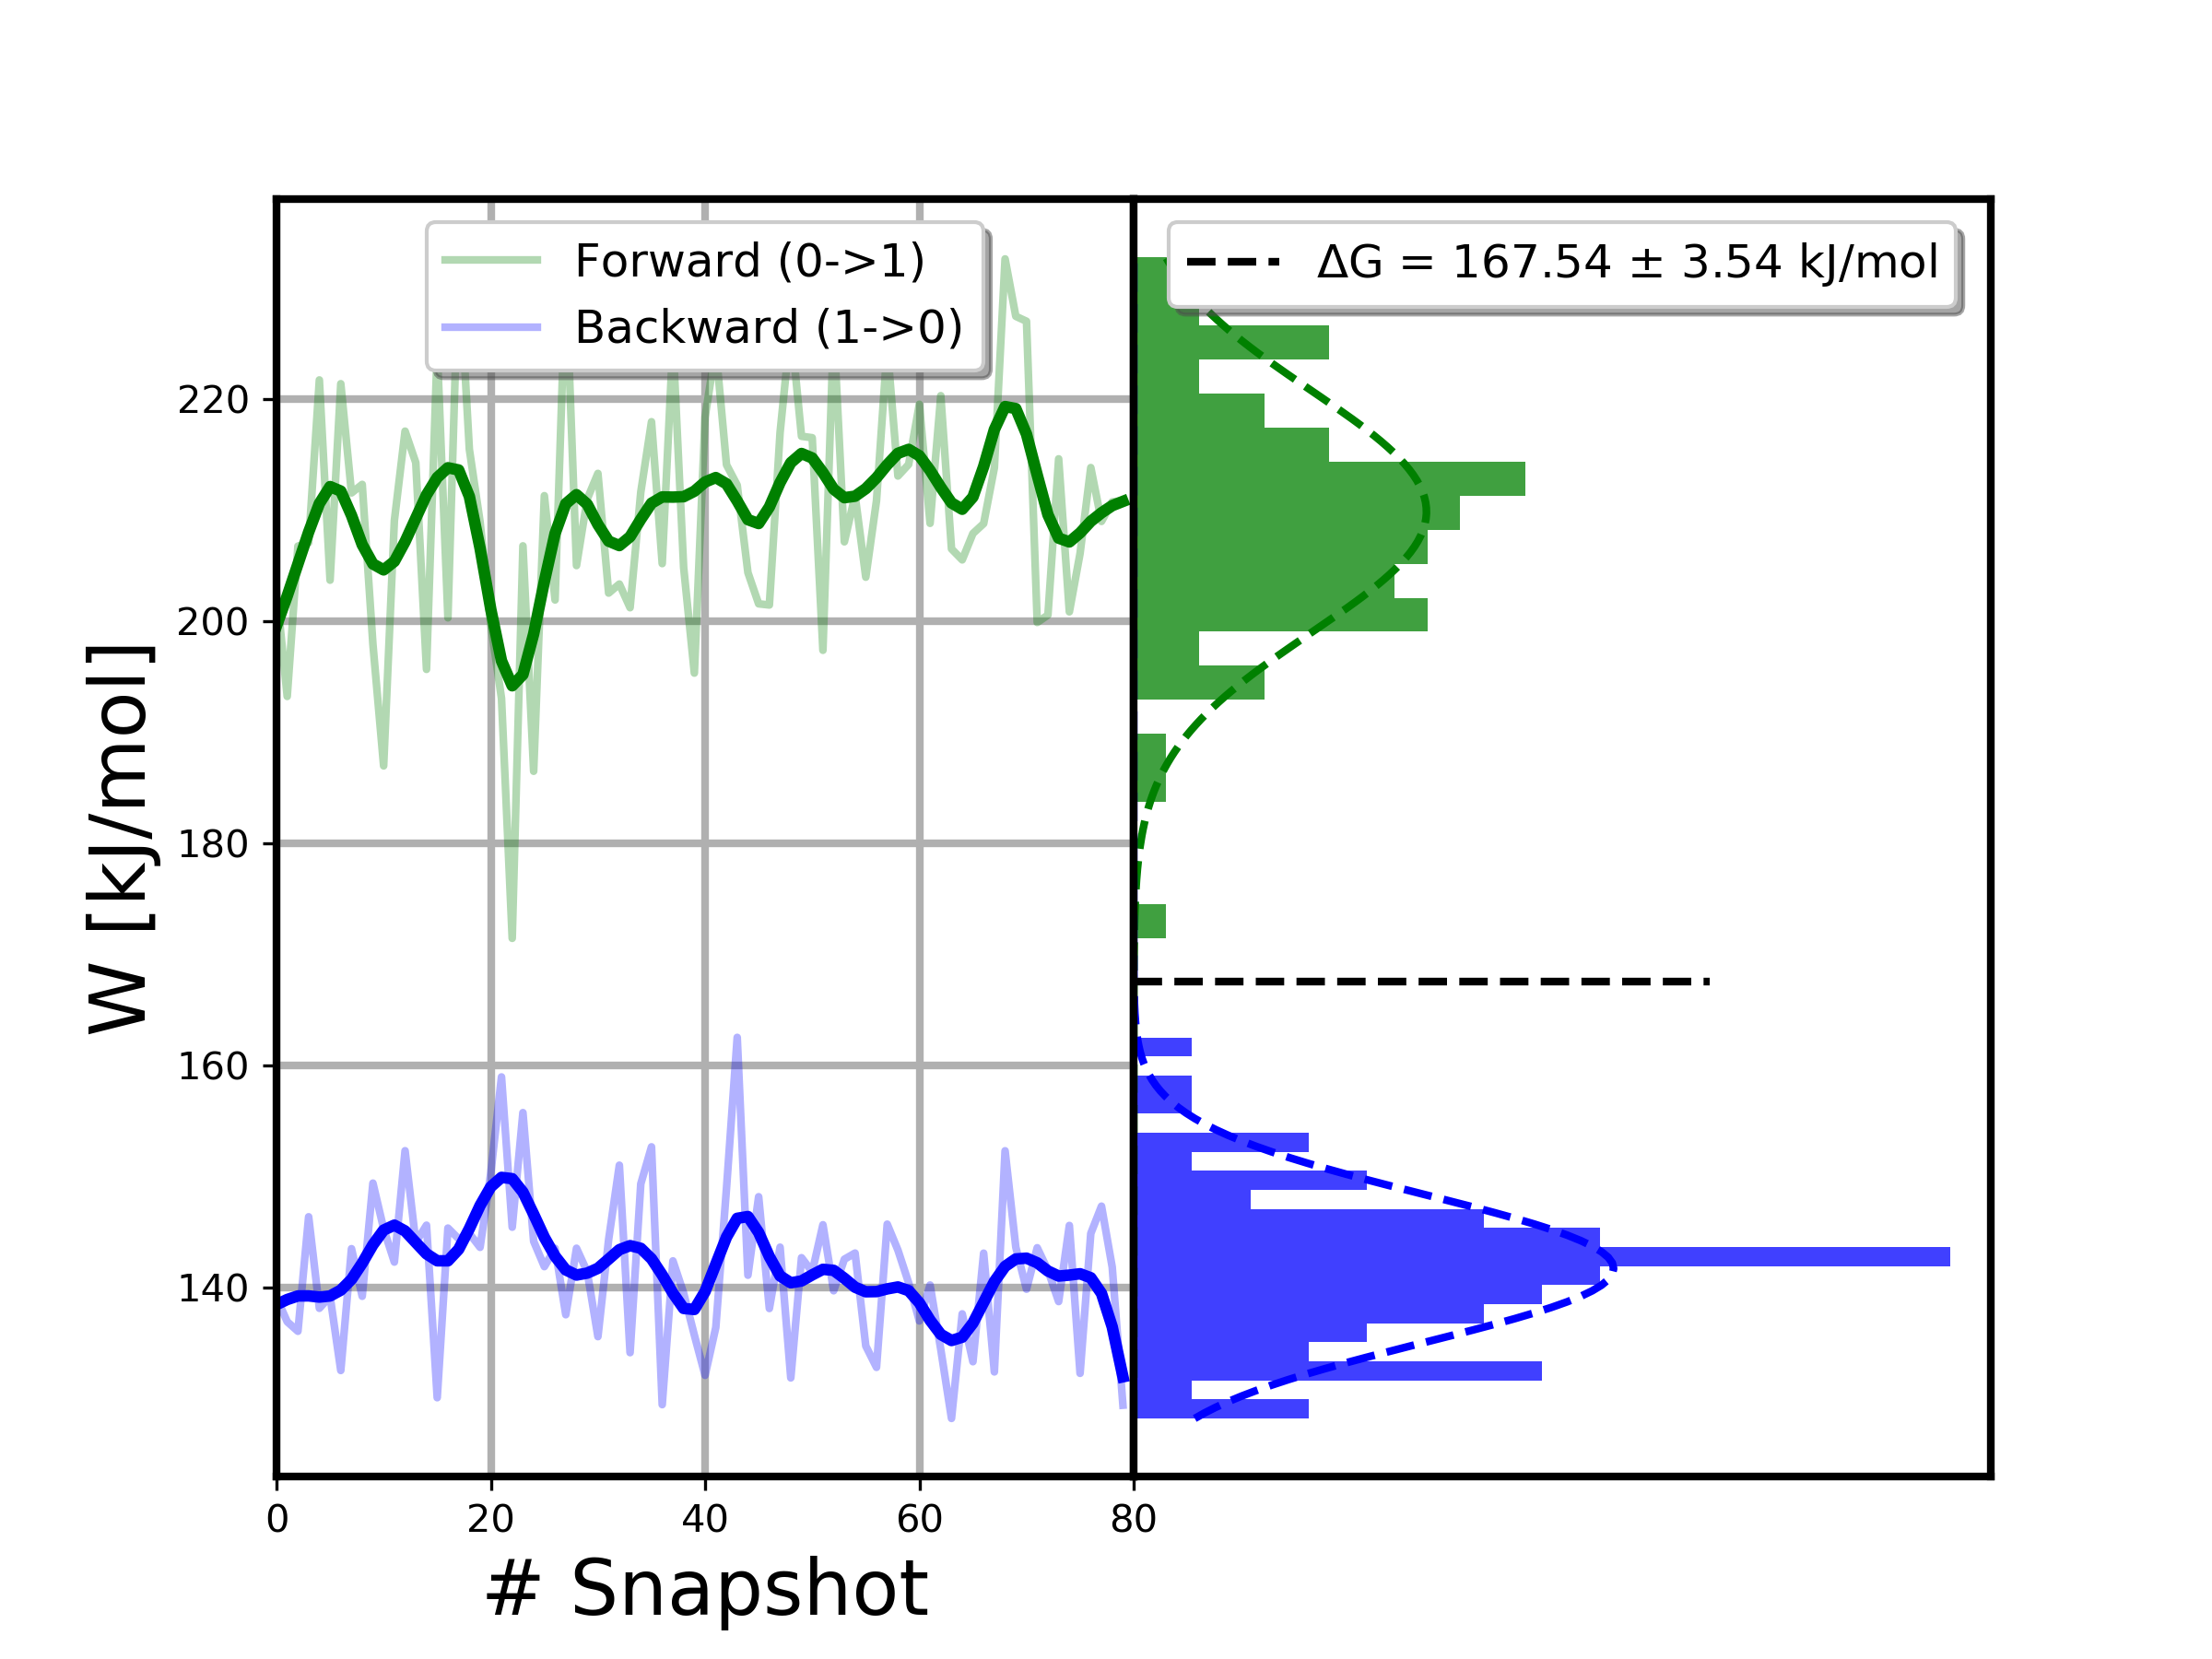 Forward (0->1)
Backward (1->0)
ΔG = 167.54 ± 3.54 kJ/mol
W [kJ/mol]
220
200
180
160
140
0 20 40 60 80
# Snapshot